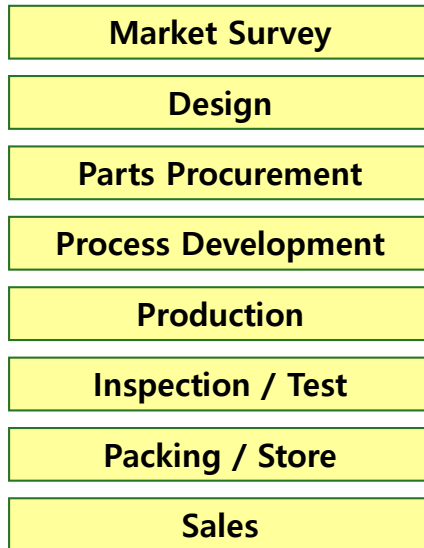 Market Survey
Design
Parts Procurement
Process Development
Production
Inspection / Test
Packing / Store
Sales